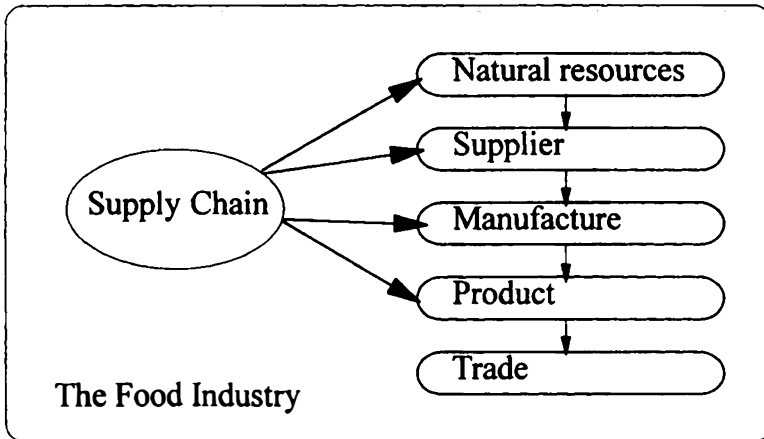 Natural resources
Supplier
Supply Chain
Manufacture
Product
Trade
The Food Industry